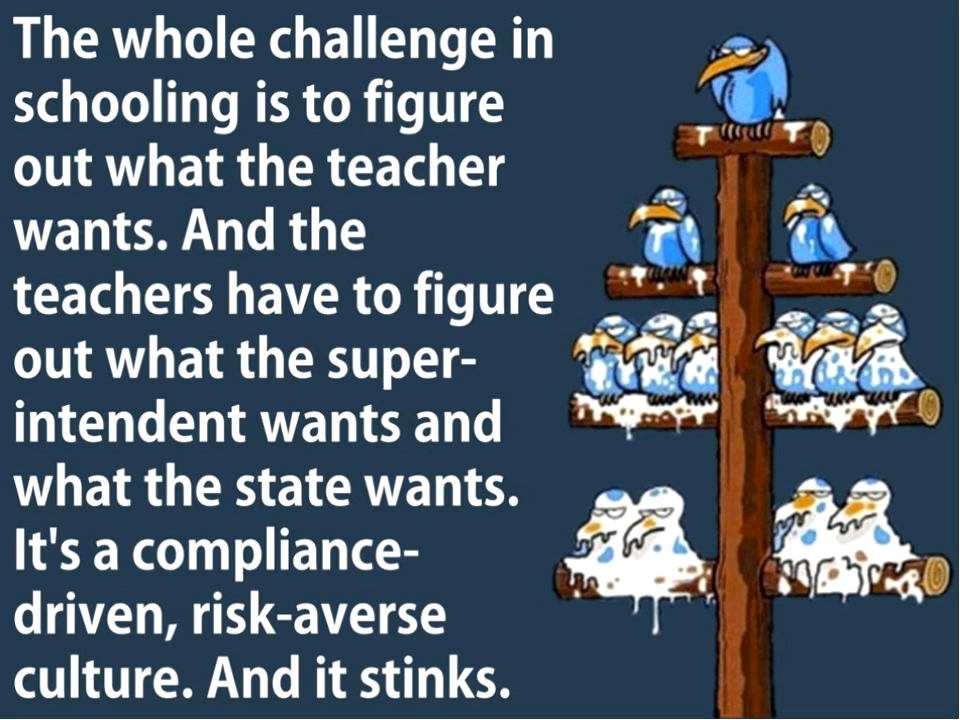 The whole challenge in
schooling is to figure
out what the teacher
wants. And the
teachers have to figure
out what the super-
intendent wants and
what the state wants.
It's a compliance-
driven, risk-averse
culture. And it stinks.